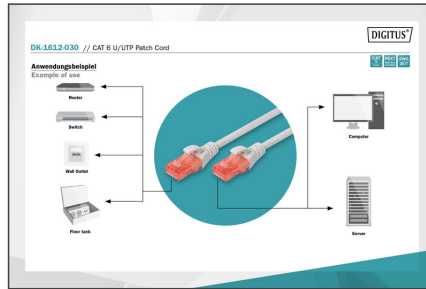 DIGITUS®
DK-1612-030 // CAT 6 U/UTP Patch Cord
Anwendungsbeispiel
Example of use
Router
Switch
Wall Outlet
Floor tank
Computer
Server